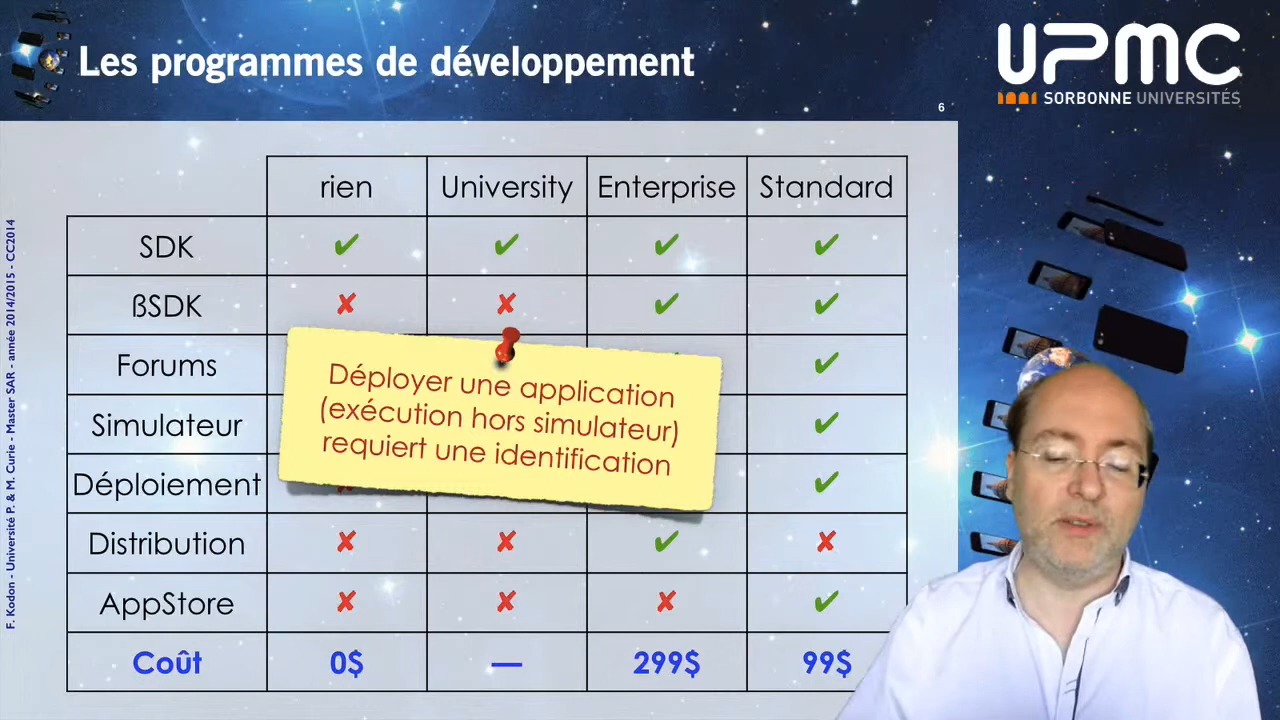 Les programmes de développement
UPMC
SORBONNE UNIVERSITÉS
6
rien University Enterprise Standard
SDK ✔ ✔ ✔ ✔
ßSDK ✘ ✘ ✔ ✔
Forums ✔
Simulateur ✔
Déploiement ✔
Déployer une application
(exécution hors simulateur)
requiert une identification
Distribution ✘ ✘ ✔ ✘
AppStore ✘ ✘ ✘ ✔
Coût 0$ — 299$ 99$
F. Kodon - Université P. & M. Curie - Master SAR - année 2014/2015 - CC2014